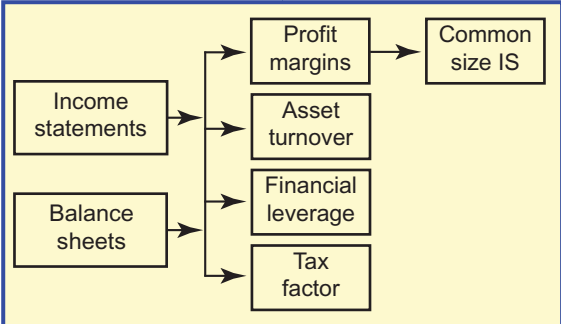 Profit
margins
Common
size IS
Income
statements
Asset
turnover
Balance
sheets
Financial
leverage
Tax
factor